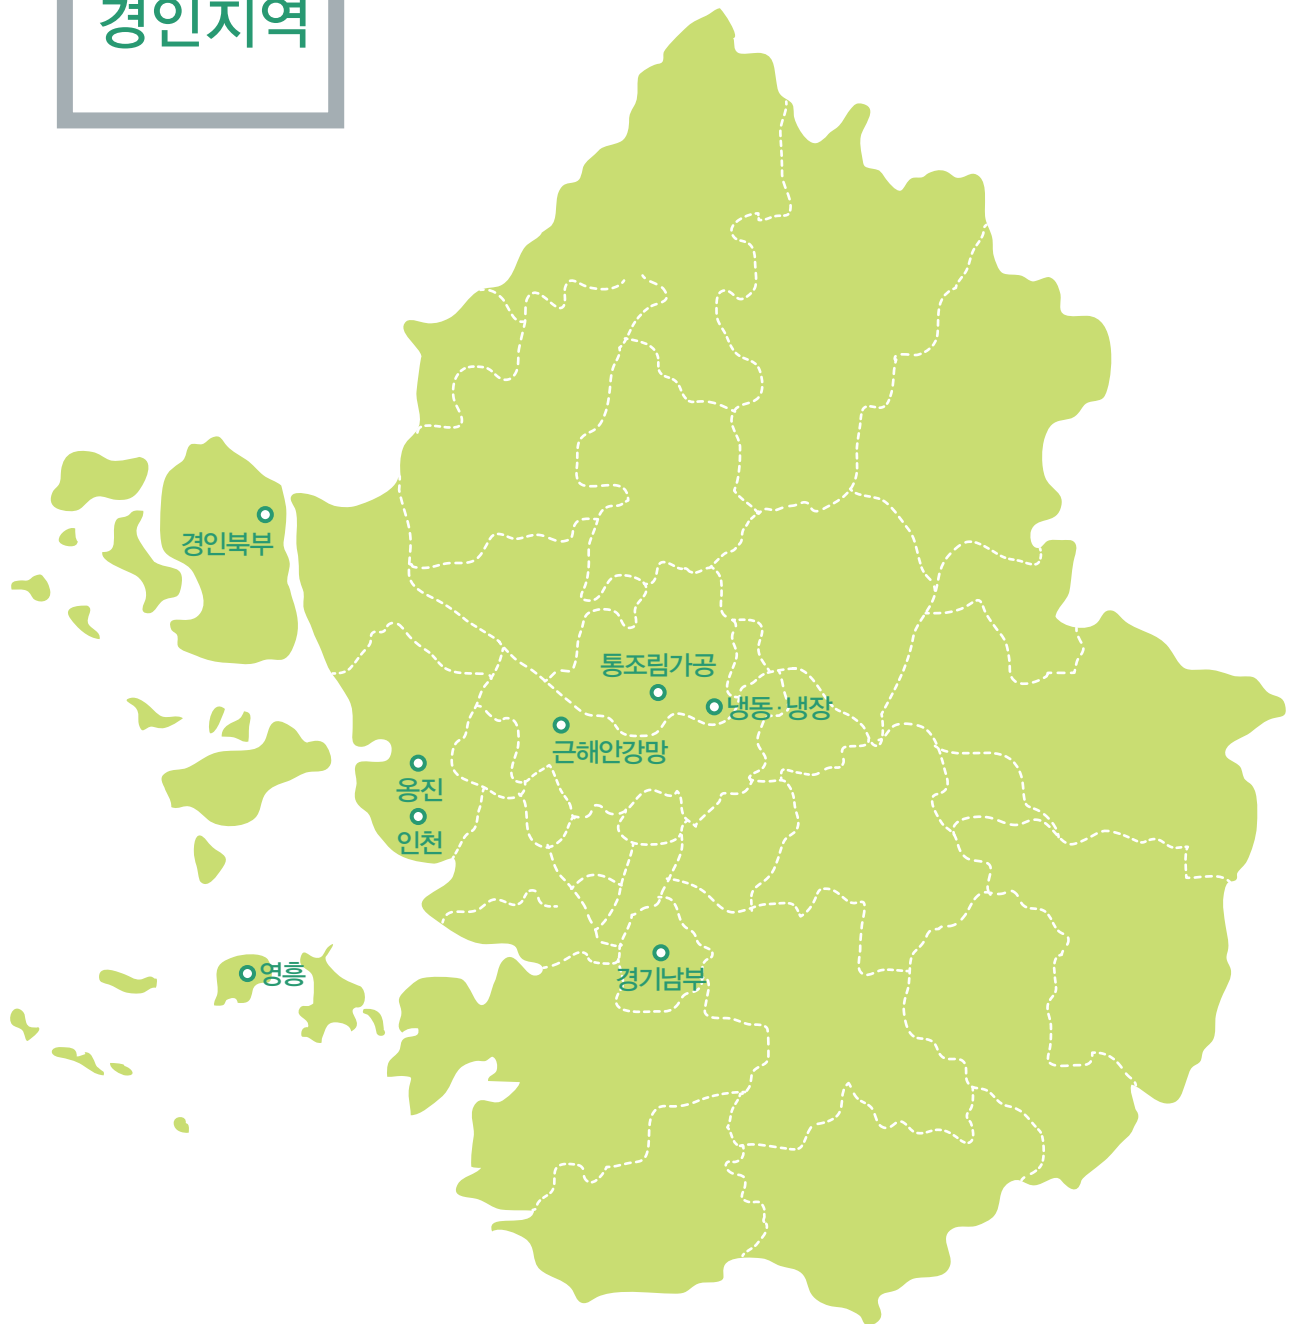 경인지역
경인북부
통조림가공
냉동·냉장
근해안강망
옹진
인천
영흥
경기남부